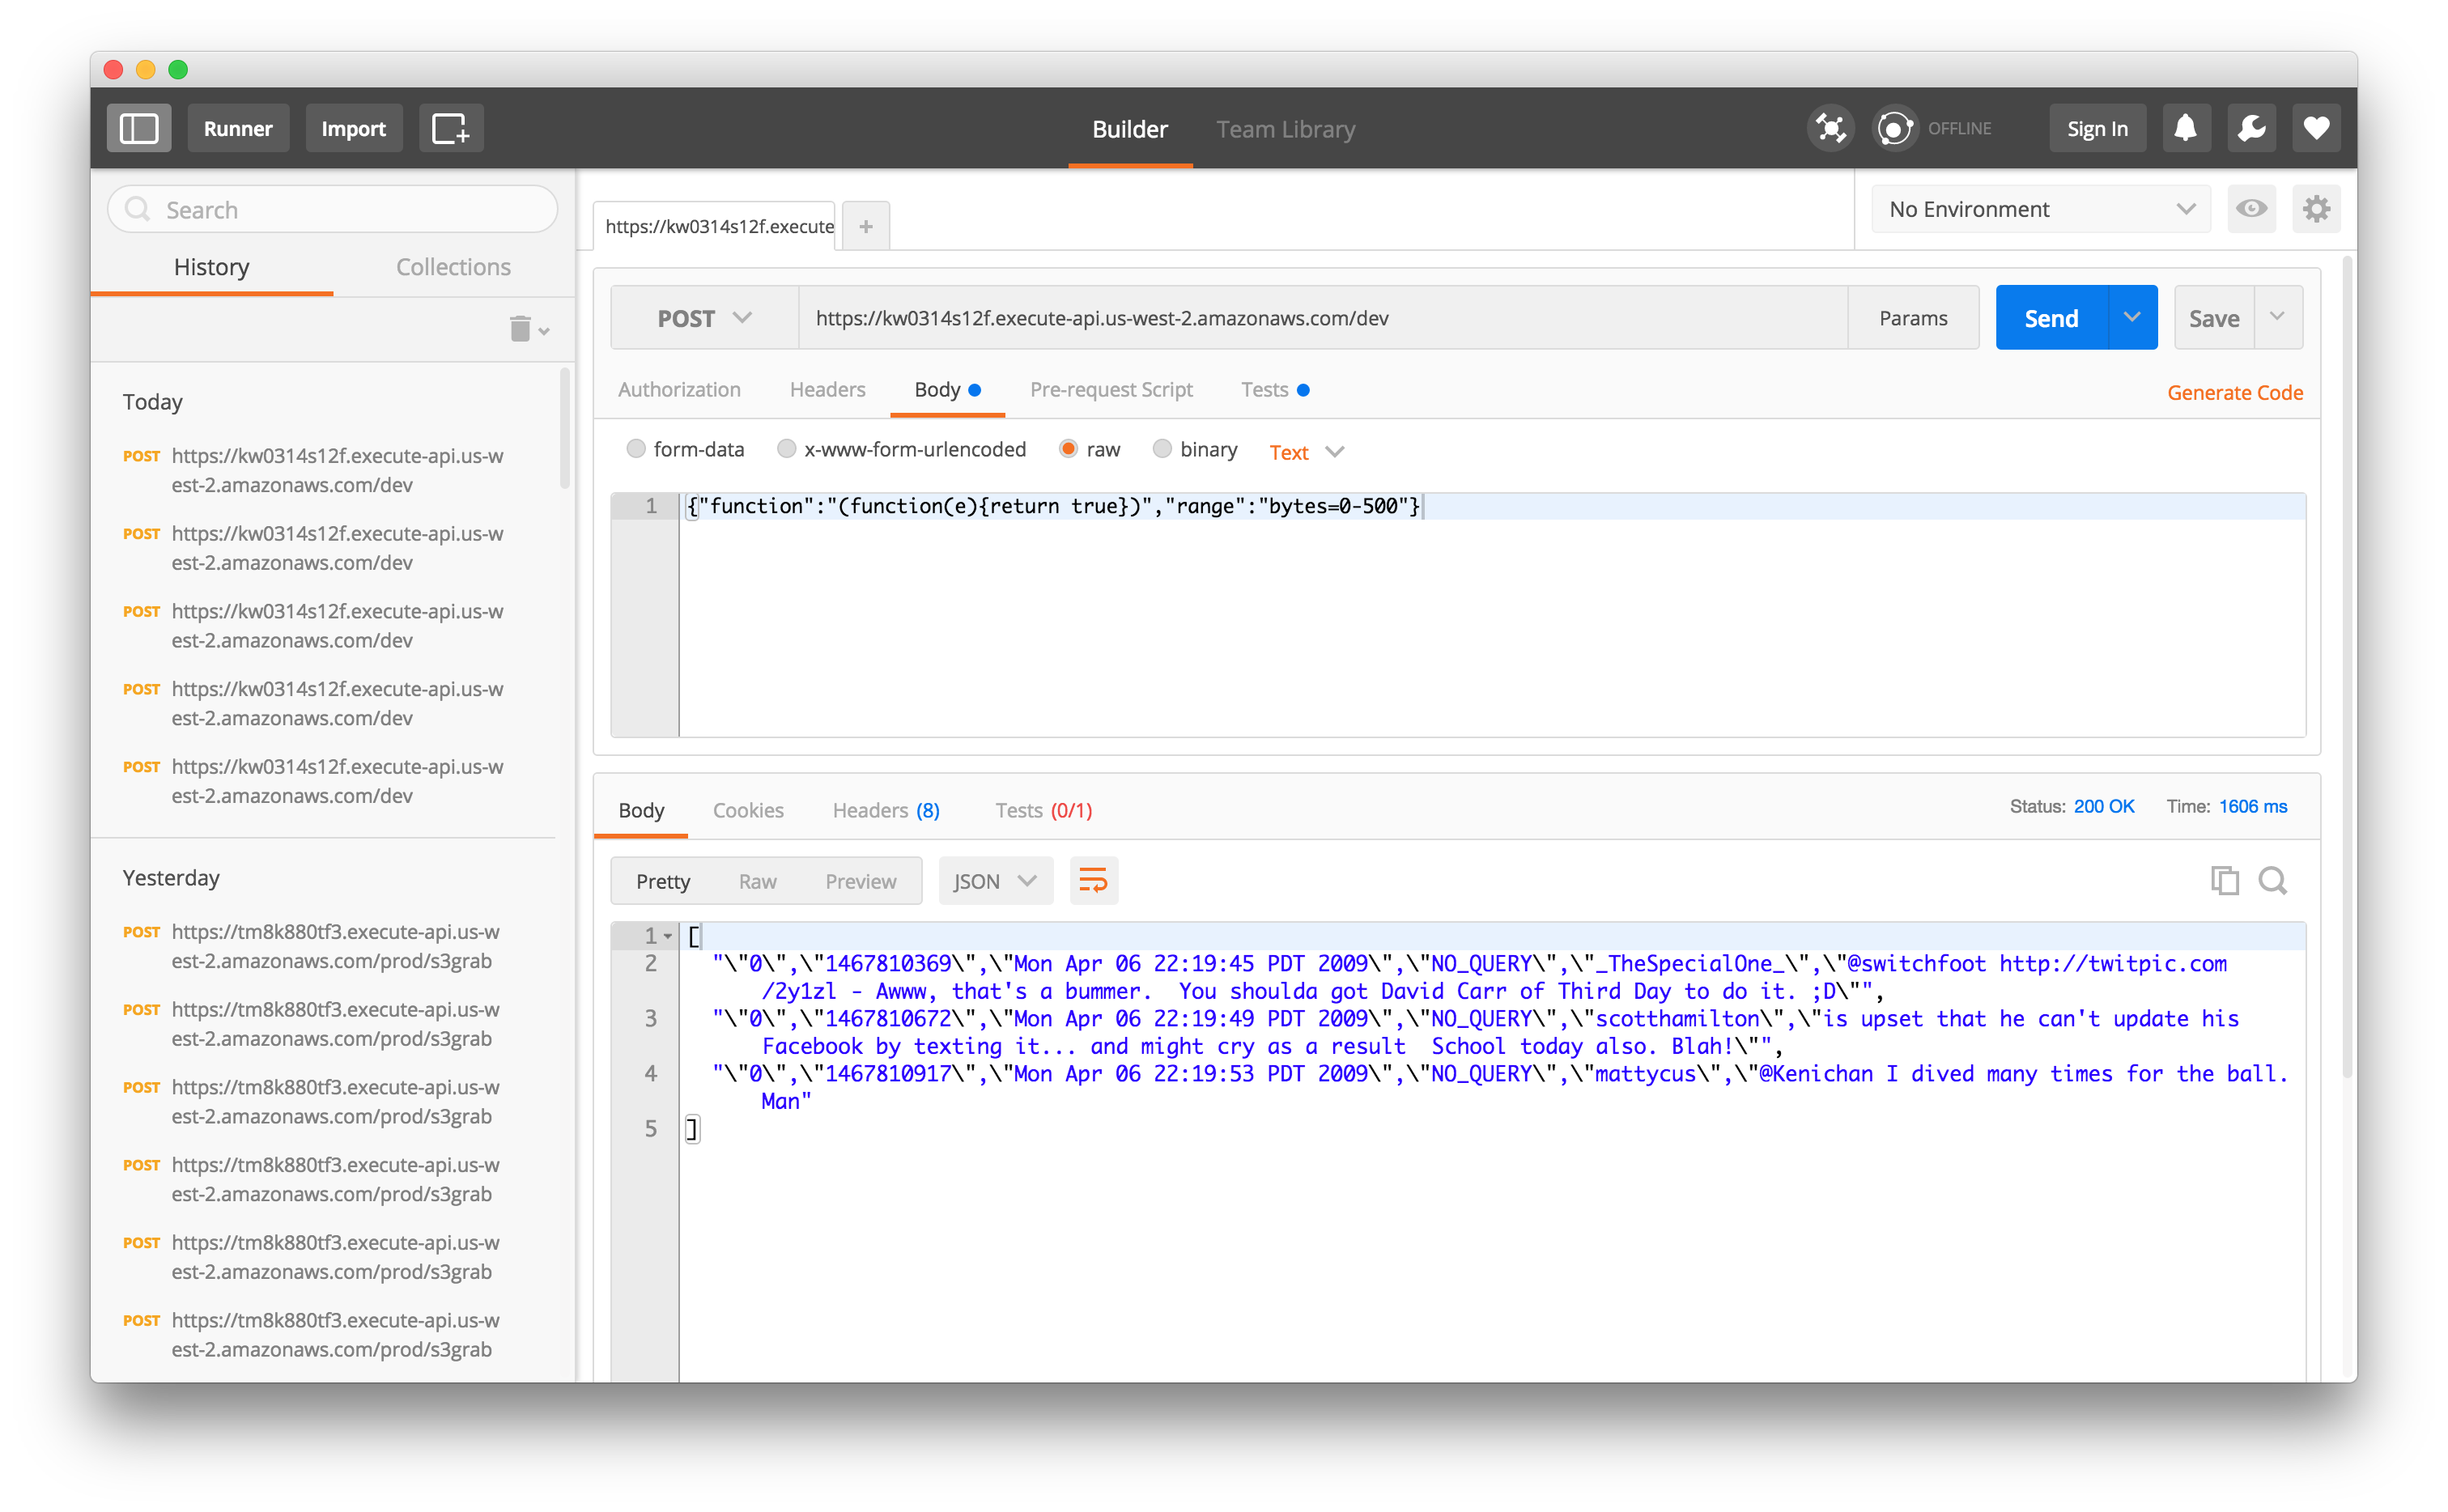 Runner
Import
Builder
Team Library
OFFLINE
Sign In
Search
History
Collections
Today
POST https://kw0314s12f.execute-api.us-w
est-2.amazonaws.com/dev
POST https://kw0314s12f.execute-api.us-w
est-2.amazonaws.com/dev
POST https://kw0314s12f.execute-api.us-w
est-2.amazonaws.com/dev
POST https://kw0314s12f.execute-api.us-w
est-2.amazonaws.com/dev
POST https://kw0314s12f.execute-api.us-w
est-2.amazonaws.com/dev
Yesterday
POST https://tm8k880tf3.execute-api.us-w
est-2.amazonaws.com/prod/s3grab
POST https://tm8k880tf3.execute-api.us-w
est-2.amazonaws.com/prod/s3grab
POST https://tm8k880tf3.execute-api.us-w
est-2.amazonaws.com/prod/s3grab
POST https://tm8k880tf3.execute-api.us-w
est-2.amazonaws.com/prod/s3grab
POST https://tm8k880tf3.execute-api.us-w
est-2.amazonaws.com/prod/s3grab
POST https://tm8k880tf3.execute-api.us-w
est-2.amazonaws.com/prod/s3grab
https://kw0314s12f.execute
+
No Environment
POST
https://kw0314s12f.execute-api.us-west-2.amazonaws.com/dev
Params
Send
Save
Authorization
Headers
Body
Pre-request Script
Tests
Generate Code
form-data
x-www-form-urlencoded
raw
binary
Text
1 {"function":"(function(e){return true})","range":"bytes=0-500"}
Body
Cookies
Headers (8)
Tests (0/1)
Status: 200 OK
Time: 1606 ms
Pretty
Raw
Preview
JSON
1 [
2 "\"0\",\"1467810369\",\"Mon Apr 06 22:19:45 PDT 2009\",\"NO_QUERY\",\"_TheSpecialOne_\",\"@switchfoot http://twitpic.com
/2y1zl - Awww, that's a bummer.  You shoulda got David Carr of Third Day to do it. ;D\"",
3 "\"0\",\"1467810672\",\"Mon Apr 06 22:19:49 PDT 2009\",\"NO_QUERY\",\"scotthamilton\",\"is upset that he can't update his
Facebook by texting it... and might cry as a result  School today also. Blah!\"",
4 "\"0\",\"1467810917\",\"Mon Apr 06 22:19:53 PDT 2009\",\"NO_QUERY\",\"mattycus\",\"@Kenichan I dived many times for the ball.
Man"
5 ]